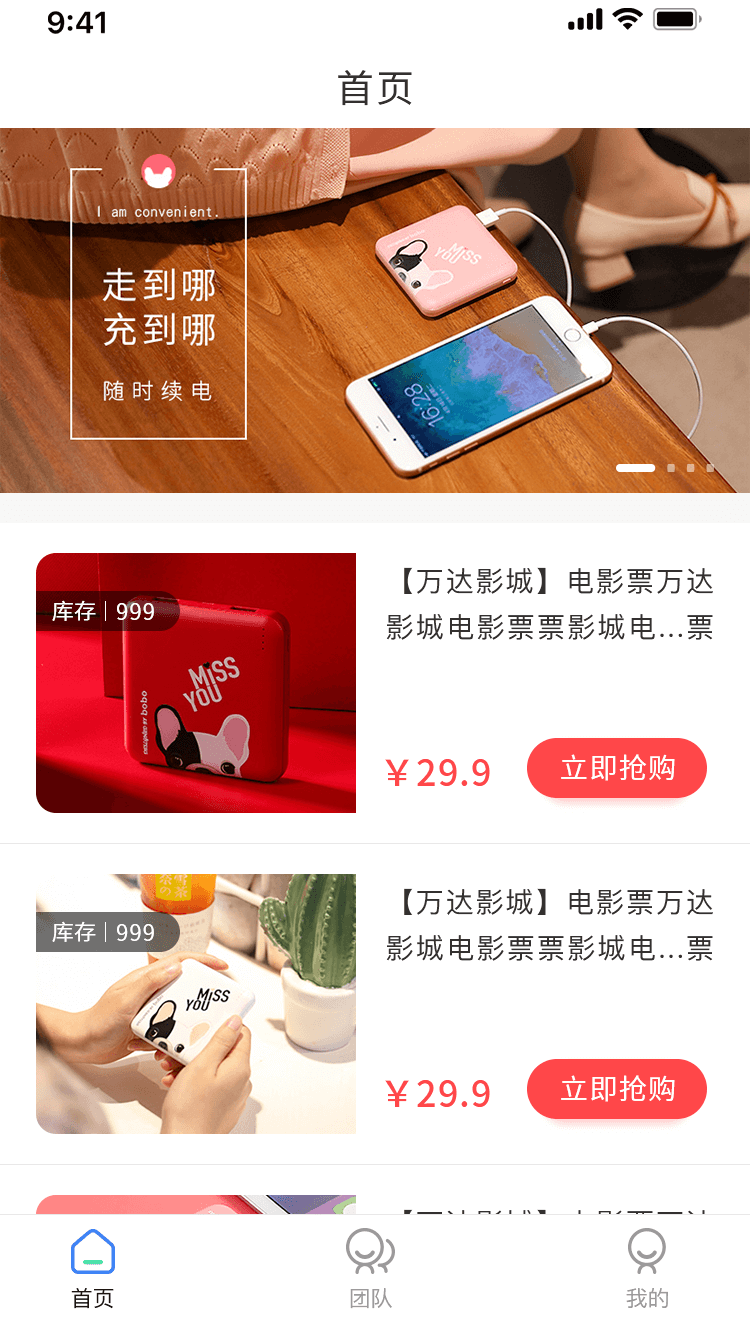 9:41
首页
I am convenient.
走到哪
充到哪
随时续电
MISS
YOU
16:28
库存 999
【万达影城】电影票万达
影城电影票票影城电...票
MISS
YOU
DESIGNED BY bobo
¥29.9 立即抢购
库存 999
【万达影城】电影票万达
影城电影票票影城电...票
MISS
YOU
¥29.9 立即抢购
首页 团队 我的